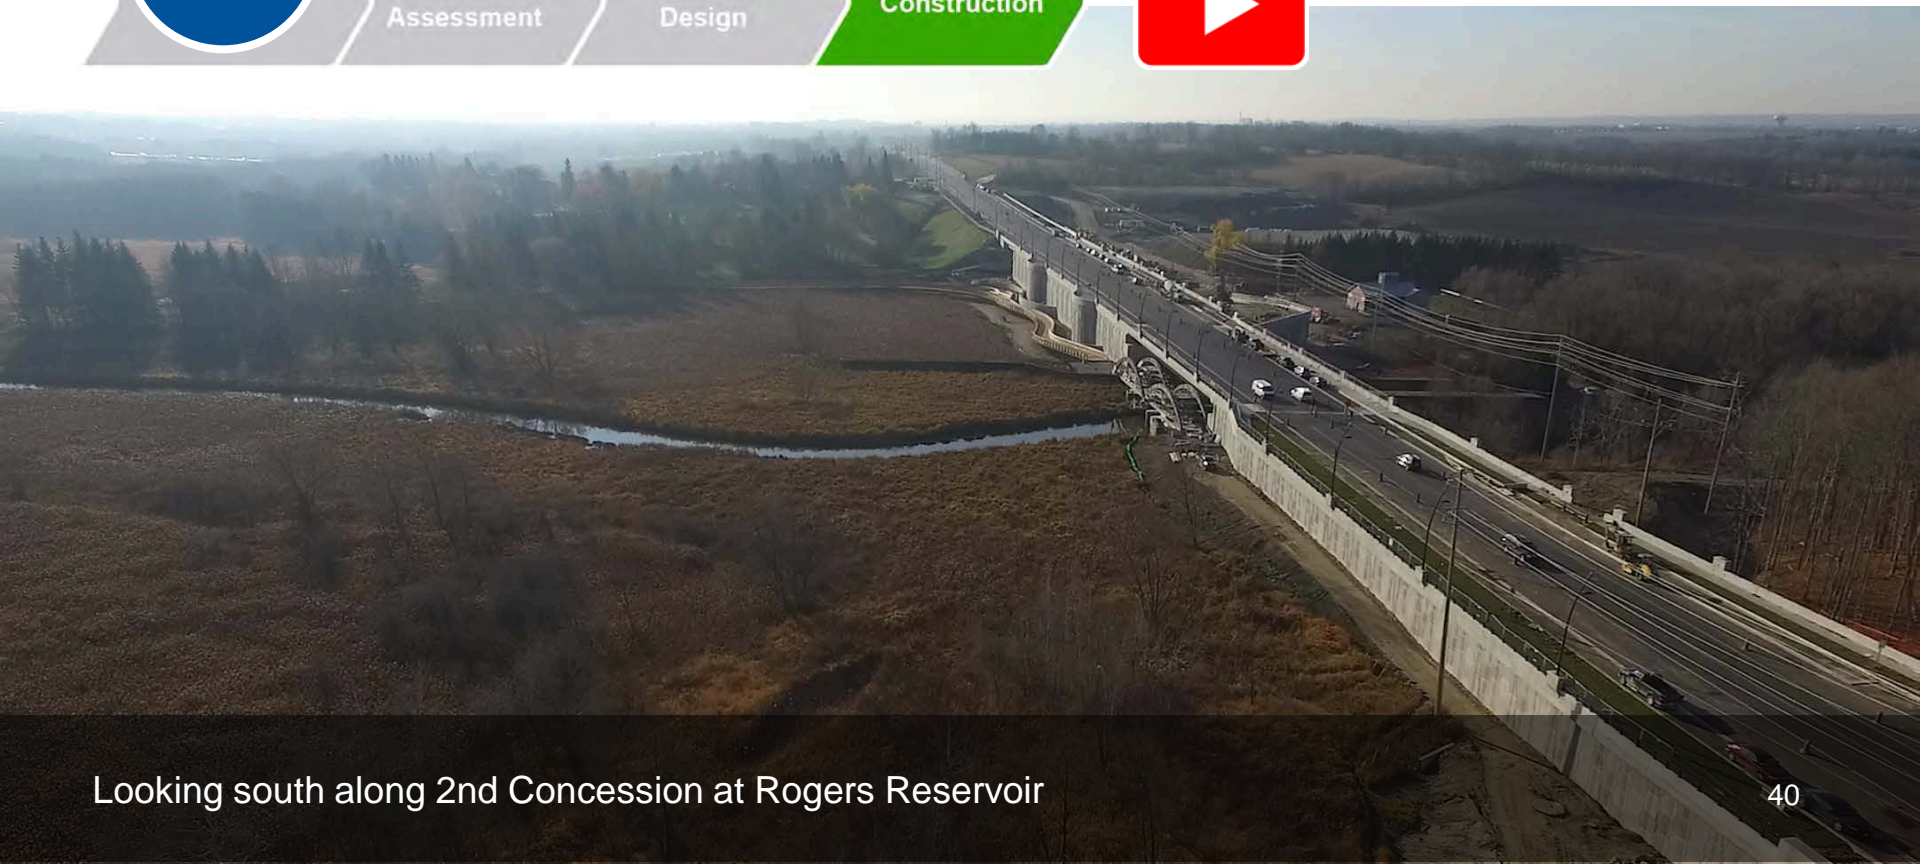 Assessment
Design
Construction
Looking south along 2nd Concession at Rogers Reservoir
40